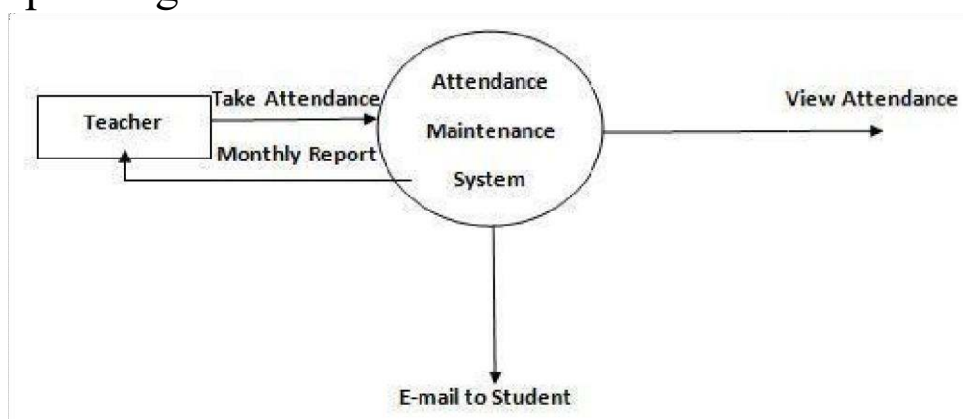 Attendance
Take Attendance
View Attendance
Teacher
Maintenance
Monthly Report
System
E-mail to Student